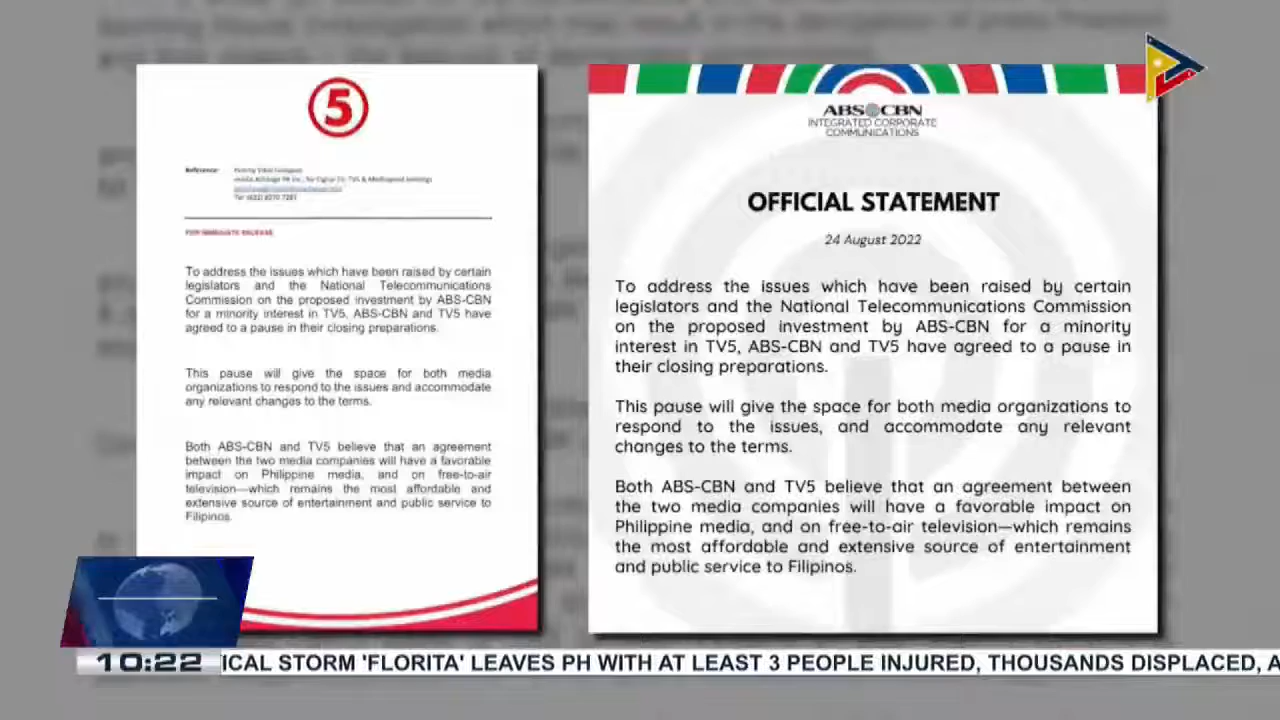 5
Reference:
Tel (632) 8570 7281
FOR IMMEDIATE RELEASE
To address the issues which have been raised by certain
legislators and the National Telecommunications
Commission on the proposed investment by ABS-CBN
for a minority interest in TV5, ABS-CBN and TV5 have
agreed to a pause in their closing preparations.
This pause will give the space for both media
organizations to respond to the issues and accommodate
any relevant changes to the terms.
Both ABS-CBN and TV5 believe that an agreement
between the two media companies will have a favorable
impact on Philippine media, and on free-to-air
television—which remains the most affordable and
extensive source of entertainment and public service to
Filipinos.
ABS-CBN
INTEGRATED CORPORATE
COMMUNICATIONS
OFFICIAL STATEMENT
24 August 2022
To address the issues which have been raised by certain
legislators and the National Telecommunications Commission
on the proposed investment by ABS-CBN for a minority
interest in TV5, ABS-CBN and TV5 have agreed to a pause in
their closing preparations.
This pause will give the space for both media organizations to
respond to the issues, and accommodate any relevant
changes to the terms.
Both ABS-CBN and TV5 believe that an agreement between
the two media companies will have a favorable impact on
Philippine media, and on free-to-air television—which remains
the most affordable and extensive source of entertainment
and public service to Filipinos.
10:22 ICAL STORM 'FLORITA' LEAVES PH WITH AT LEAST 3 PEOPLE INJURED, THOUSANDS DISPLACED, A